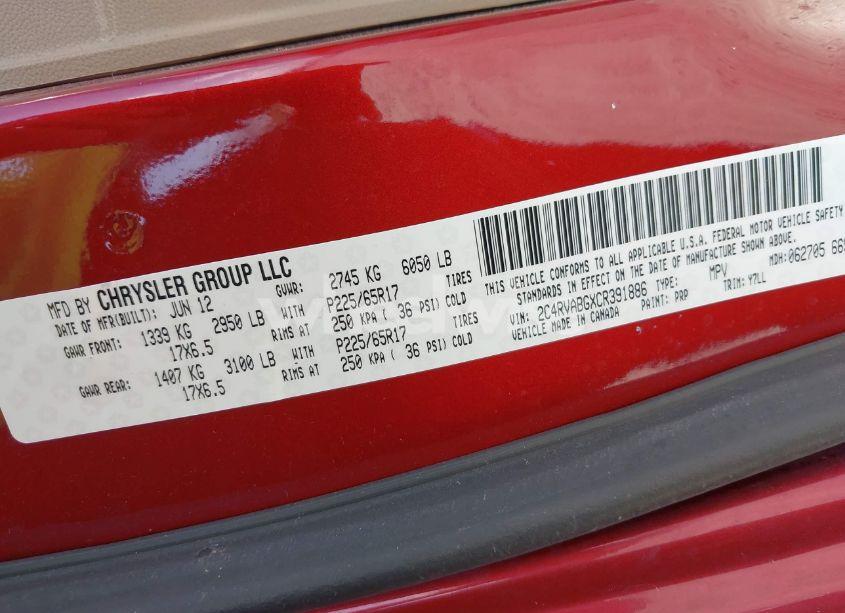 MFD BY CHRYSLER GROUP LLC
DATE OF MFR(BUILT): JUN 12 GVWR: 2745 KG 6050 LB
GAWR FRONT: 1339 KG 2950 LB WITH P225/65R17 TIRES
17X6.5 RIMS AT 250 KPA ( 36 PSI) COLD
GAWR REAR: 1407 KG 3100 LB WITH P225/65R17 TIRES
17X6.5 RIMS AT 250 KPA ( 36 PSI) COLD
THIS VEHICLE CONFORMS TO ALL APPLICABLE U.S.A. FEDERAL MOTOR VEHICLE SAFETY
STANDARDS IN EFFECT ON THE DATE OF MANUFACTURE SHOWN ABOVE.
VIN: 2C4RVABGXCR391886 TYPE: MPV MDH: 062705
VEHICLE MADE IN CANADA PAINT: PRP TRIM: Y7LL